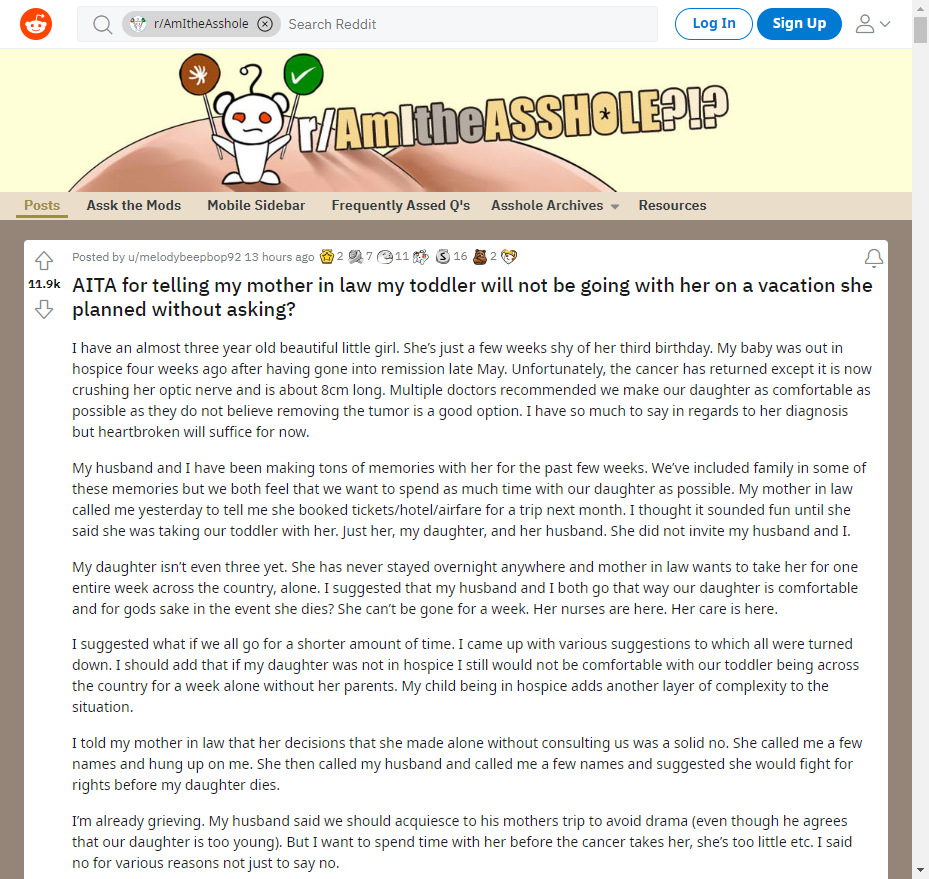 r/AmItheAsshole
Search Reddit
Log In
Sign Up
r/AmItheASSHOLE?!?
Posts
Assk the Mods
Mobile Sidebar
Frequently Assed Q's
Asshole Archives
Resources
Posted by u/melodybeepbop92 13 hours ago 2 7 11 S 16 2
11.9k
AITA for telling my mother in law my toddler will not be going with her on a vacation she
planned without asking?
I have an almost three year old beautiful little girl. She’s just a few weeks shy of her third birthday. My baby was out in
hospice four weeks ago after having gone into remission late May. Unfortunately, the cancer has returned except it is now
crushing her optic nerve and is about 8cm long. Multiple doctors recommended we make our daughter as comfortable as
possible as they do not believe removing the tumor is a good option. I have so much to say in regards to her diagnosis
but heartbroken will suffice for now.
My husband and I have been making tons of memories with her for the past few weeks. We’ve included family in some of
these memories but we both feel that we want to spend as much time with our daughter as possible. My mother in law
called me yesterday to tell me she booked tickets/hotel/airfare for a trip next month. I thought it sounded fun until she
said she was taking our toddler with her. Just her, my daughter, and her husband. She did not invite my husband and I.
My daughter isn’t even three yet. She has never stayed overnight anywhere and mother in law wants to take her for one
entire week across the country, alone. I suggested that my husband and I both go that way our daughter is comfortable
and for gods sake in the event she dies? She can’t be gone for a week. Her nurses are here. Her care is here.
I suggested what if we all go for a shorter amount of time. I came up with various suggestions to which all were turned
down. I should add that if my daughter was not in hospice I still would not be comfortable with our toddler being across
the country for a week alone without her parents. My child being in hospice adds another layer of complexity to the
situation.
I told my mother in law that her decisions that she made alone without consulting us was a solid no. She called me a few
names and hung up on me. She then called my husband and called me a few names and suggested she would fight for
rights before my daughter dies.
I’m already grieving. My husband said we should acquiesce to his mothers trip to avoid drama (even though he agrees
that our daughter is too young). But I want to spend time with her before the cancer takes her, she’s too little etc. I said
no for various reasons not just to say no.